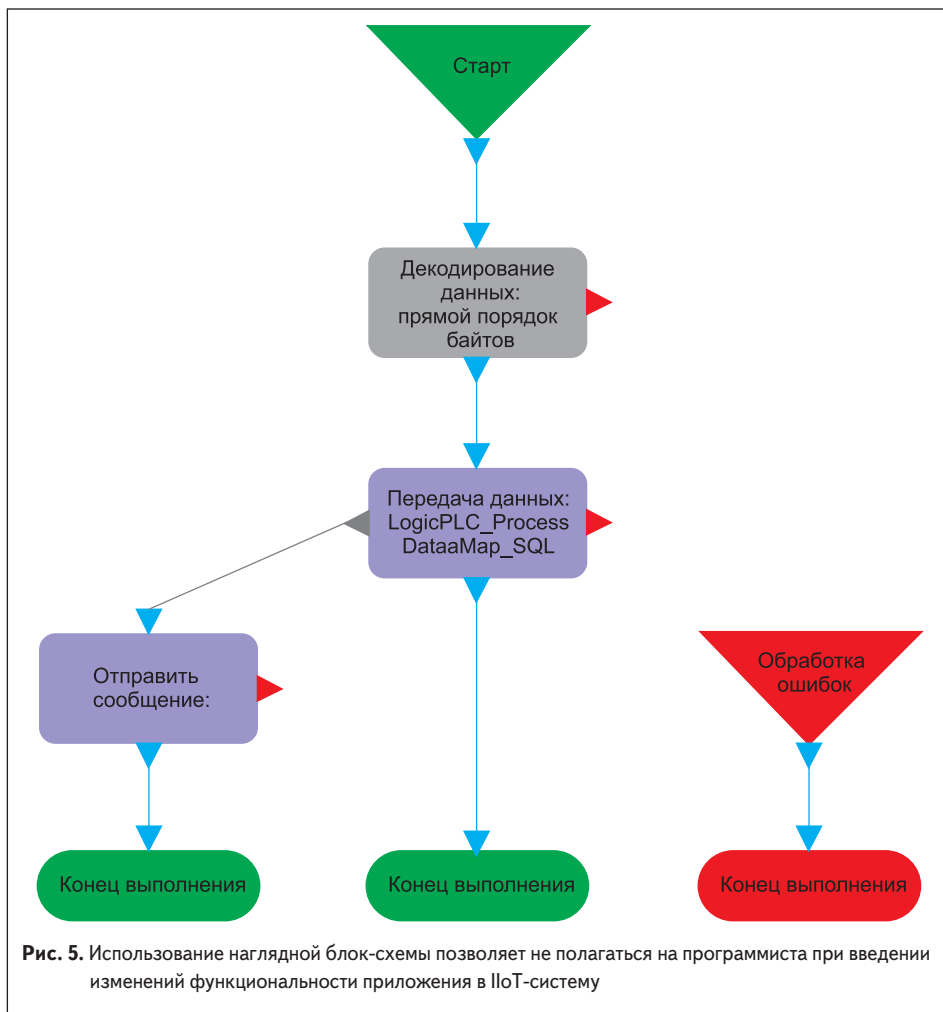 Старт
Декодирование
данных:
прямой порядок
байтов
Передача данных:
LogicPLC_Process
DataaMap_SQL
Отправить
сообщение:
Обработка
ошибок
Конец выполнения
Конец выполнения
Конец выполнения
Рис. 5. Использование наглядной блок-схемы позволяет не полагаться на программиста при введении
изменений функциональности приложения в IIoT-систему